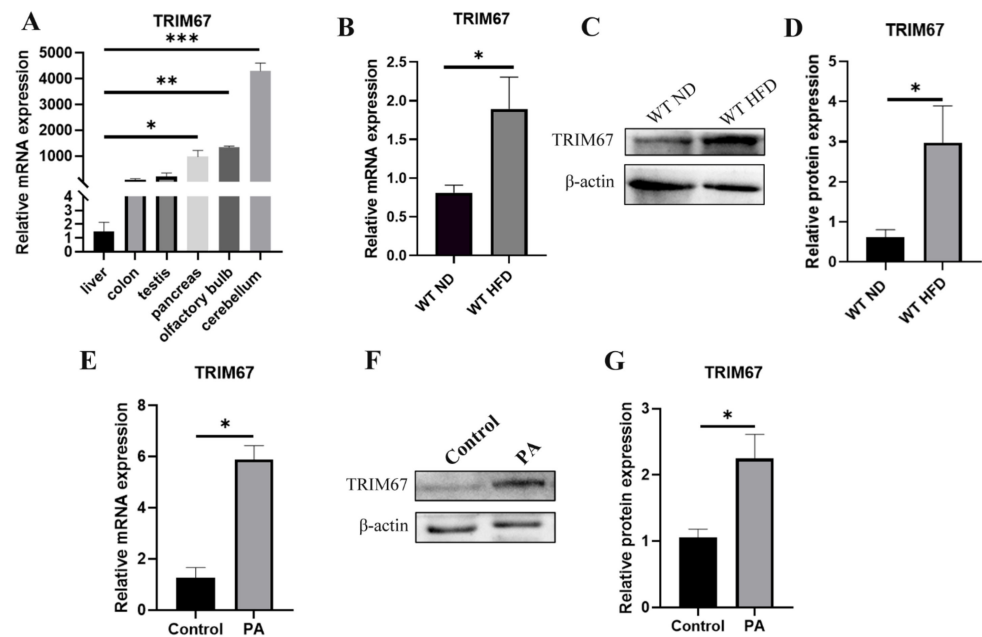 A
TRIM67
Relative mRNA expression
5000
4000
3000
2000
1000
4
3
2
1
0
***
**
*
liver
colon
testis
pancreas
olfactory bulb
cerebellum
B
TRIM67
Relative mRNA expression
2.5
2.0
1.5
1.0
0.5
0.0
*
WT ND
WT HFD
C
WT ND
WT HFD
TRIM67
β-actin
D
TRIM67
Relative protein expression
5
4
3
2
1
0
*
WT ND
WT HFD
E
TRIM67
Relative mRNA expression
8
6
4
2
0
*
Control
PA
F
Control
PA
TRIM67
β-actin
G
TRIM67
Relative protein expression
3
2
1
0
*
Control
PA